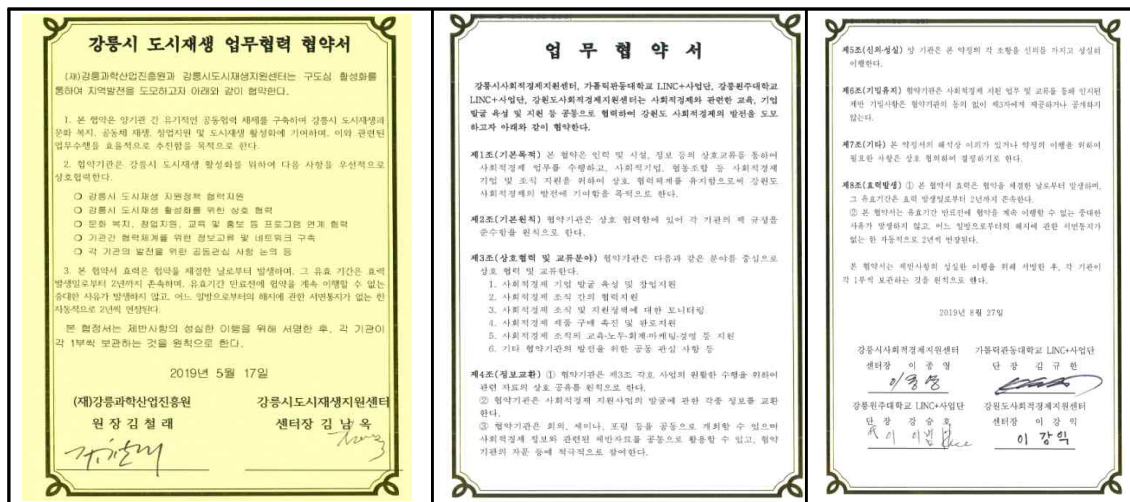 강릉시 도시재생 업무협력 협약서
(재)강릉과학산업진흥원과 강릉시도시재생지원센터는 구도심 활성화를
통하여 지역발전을 도모하고자 아래와 같이 협약한다.
1. 본 협약은 양기관 간 유기적인 공동협력 체제를 구축하여 강릉시 도시재생과
문화 복지, 공동체 재생, 창업지원 및 도시재생 활성화에 기여하며, 이와 관련된
업무수행을 효율적으로 추진함을 목적으로 한다.
2. 협약기관은 강릉시 도시재생 활성화를 위하여 다음 사항을 우선적으로
상호협력한다.
❍ 강릉시 도시재생 지원정책 협력지원
❍ 강릉시 도시재생 활성화를 위한 상호 협력
❍ 문화 복지, 창업지원, 교육 및 홍보 등 프로그램 연계 협력
❍ 기관간 협력체계를 위한 정보교류 및 네트워크 구축
❍ 각 기관의 발전을 위한 공동관심 사항 논의 등
3. 본 협약서 효력은 협약을 체결한 날로부터 발생하며, 그 유효 기간은 효력
발생일로부터 2년까지 존속하며, 유효기간 만료전에 협약을 계속 이행할 수 없는
중대한 사유가 발생하지 않고, 어느 일방으로부터의 해지에 관한 서면통지가 없는 한
자동적으로 2년씩 연장된다.
본 협정서는 제반사항의 성실한 이행을 위해 서명한 후, 각 기관이
각 1부씩 보관하는 것을 원칙으로 한다.
2019년 5월 17일
(재)강릉과학산업진흥원 강릉시도시재생지원센터
원장 김철래 센터장 김남욱
업 무 협 약 서
강릉시사회적경제지원센터, 가톨릭관동대학교 LINC+사업단, 강릉원주대학교
LINC+사업단, 강원도사회적경제지원센터는 사회적경제와 관련한 교육, 기업
발굴 육성 및 지원 등 공동으로 협력하여 강원도 사회적경제의 발전을 도모
하고자 아래와 같이 협약한다.
제1조(기본목적) 본 협약은 인력 및 시설, 정보 등의 상호교류를 통하여
사회적경제 업무를 수행하고, 사회적기업, 협동조합 등 사회적경제
기업 및 조직 지원을 위하여 상호 협력체계를 유지함으로써 강원도
사회적경제의 발전에 기여함을 목적으로 한다.
제2조(기본원칙) 협약기관은 상호 협력함에 있어 각 기관의 제 규정을
준수함을 원칙으로 한다.
제3조(상호협력 및 교류분야) 협약기관은 다음과 같은 분야를 중심으로
상호 협력 및 교류한다.
1. 사회적경제 기업 발굴 육성 및 창업지원
2. 사회적경제 조직 간의 협력지원
3. 사회적경제 조직 및 지원정책에 대한 모니터링
4. 사회적경제 제품 구매 촉진 및 판로지원
5. 사회적경제 조직의 교육·노무·회계·마케팅·경영 등 지원
6. 기타 협약기관의 발전을 위한 공동 관심 사항 등
제4조(정보교환) ① 협약기관은 제3조 각호 사업의 원활한 수행을 위하여
관련 자료의 상호 공유를 원칙으로 한다.
② 협약기관은 사회적경제 지원사업의 발굴에 관한 각종 정보를 교환
한다.
③ 협약기관은 회의, 세미나, 포럼 등을 공동으로 개최할 수 있으며
사회적경제 정보와 관련된 제반자료를 공동으로 활용할 수 있고, 협약
기관의 자문 등에 적극적으로 참여한다.
제5조(신의·성실) 양 기관은 본 약정의 각 조항을 신의를 가지고 성실히
이행한다.
제6조(기밀유지) 협약기관은 사회적경제 지원 업무 및 교류를 통해 인지된
제반 기밀사항은 협약기관의 동의 없이 제3자에게 제공하거나 공개하지
않는다.
제7조(기타) 본 약정서의 해석상 이의가 있거나 약정의 이행을 위하여
필요한 사항은 상호 협의하여 결정하기로 한다.
제8조(효력발생) ① 본 협약서 효력은 협약을 체결한 날로부터 발생하며,
그 유효기간은 효력 발생일로부터 2년까지 존속한다.
② 본 협약서는 유효기간 만료전에 협약을 계속 이행할 수 없는 중대한
사유가 발생하지 않고, 어느 일방으로부터의 해지에 관한 서면통지가
없는 한 자동적으로 2년씩 연장된다.
본 협약서는 제반사항의 성실한 이행을 위해 서명한 후, 각 기관이
각 1부씩 보관하는 것을 원칙으로 한다.
2019년 8월 27일
강릉시사회적경제지원센터 가톨릭관동대학교 LINC+사업단
센터장 이 종 영 단 장 김 규 한
이종영
강릉원주대학교 LINC+사업단 강원도사회적경제지원센터
단 장 강 승 호 센터장 이 강 익
이 강 익